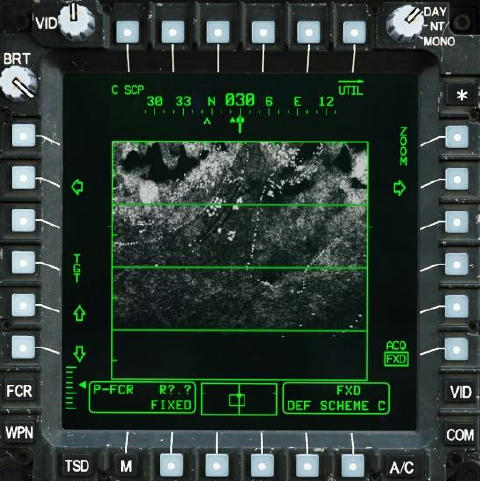 VID
DAY
NT
MONO
BRT
*
C SCP
UTIL
30 33 N 030 6 E 12
ZOOM
TGT
ACQ
FXD
P-FCR R?.?
FIXED
FXD
DEF SCHEME C
FCR
VID
WPN
COM
TSD
M
A/C